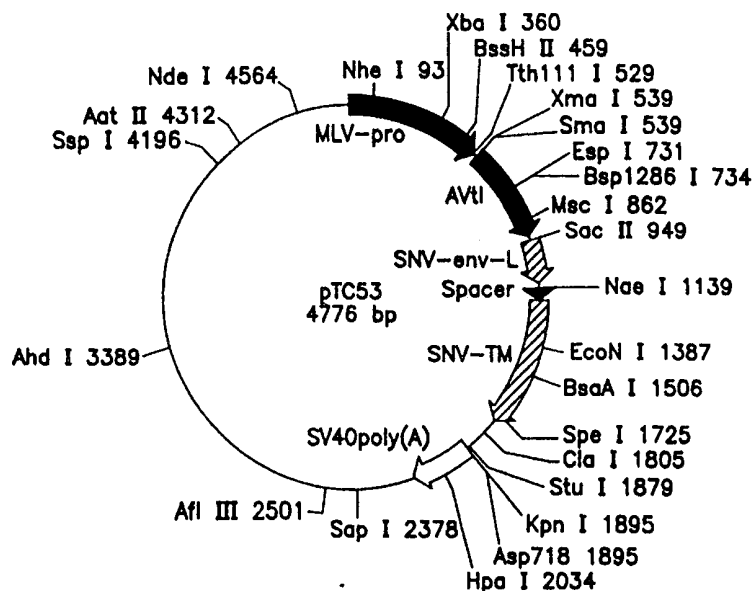 Xba I 360
BssH II 459
Nhe I 93
Tth111 I 529
Nde I 4564
Xma I 539
Aat II 4312
Sma I 539
MLV-pro
Ssp I 4196
Esp I 731
Bsp1286 I 734
AVtl
Msc I 862
Sac II 949
SNV-env-L
pTC53
Spacer
Nae I 1139
4776 bp
Ahd I 3389
SNV-TM
EcoN I 1387
BsaA I 1506
SV40poly(A)
Spe I 1725
Cla I 1805
Stu I 1879
Afl III 2501
Sap I 2378
Kpn I 1895
Asp718 1895
Hpa I 2034